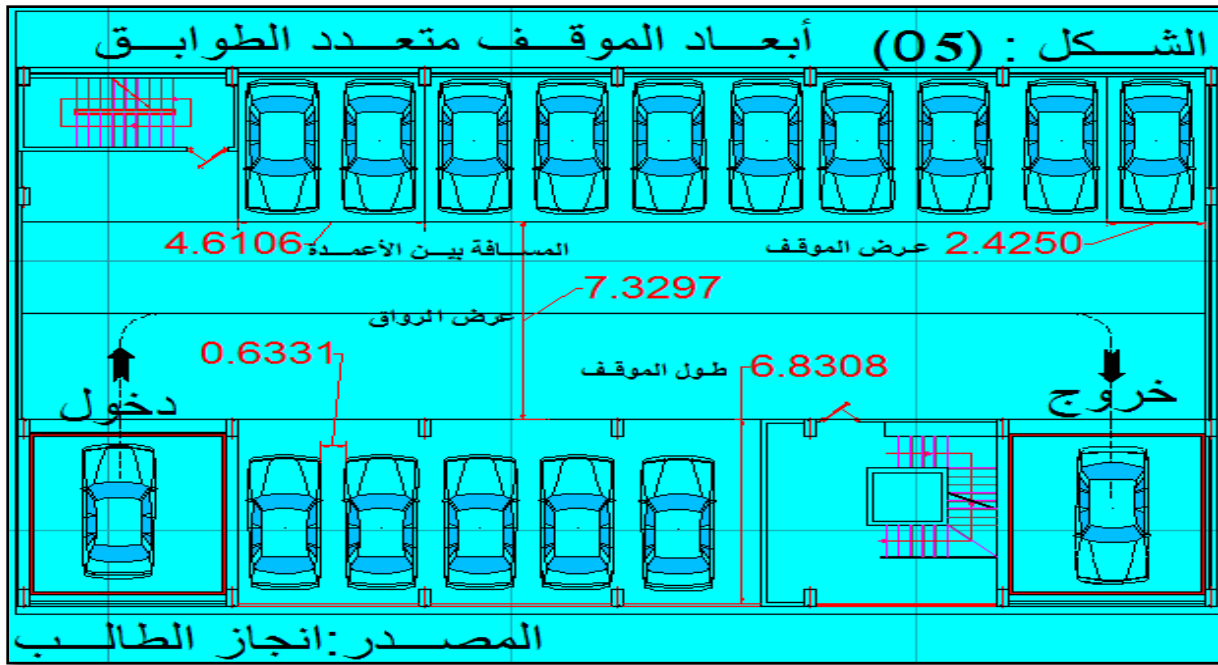 الشكل : (05) أبعاد الموقف متعدد الطوابق
4.6106 المسافة بين الأعمدة
عرض الموقف 2.4250
7.3297
عرض الرواق
0.6331
طول الموقف 6.8308
دخول
خروج
المصدر:انجاز الطالب